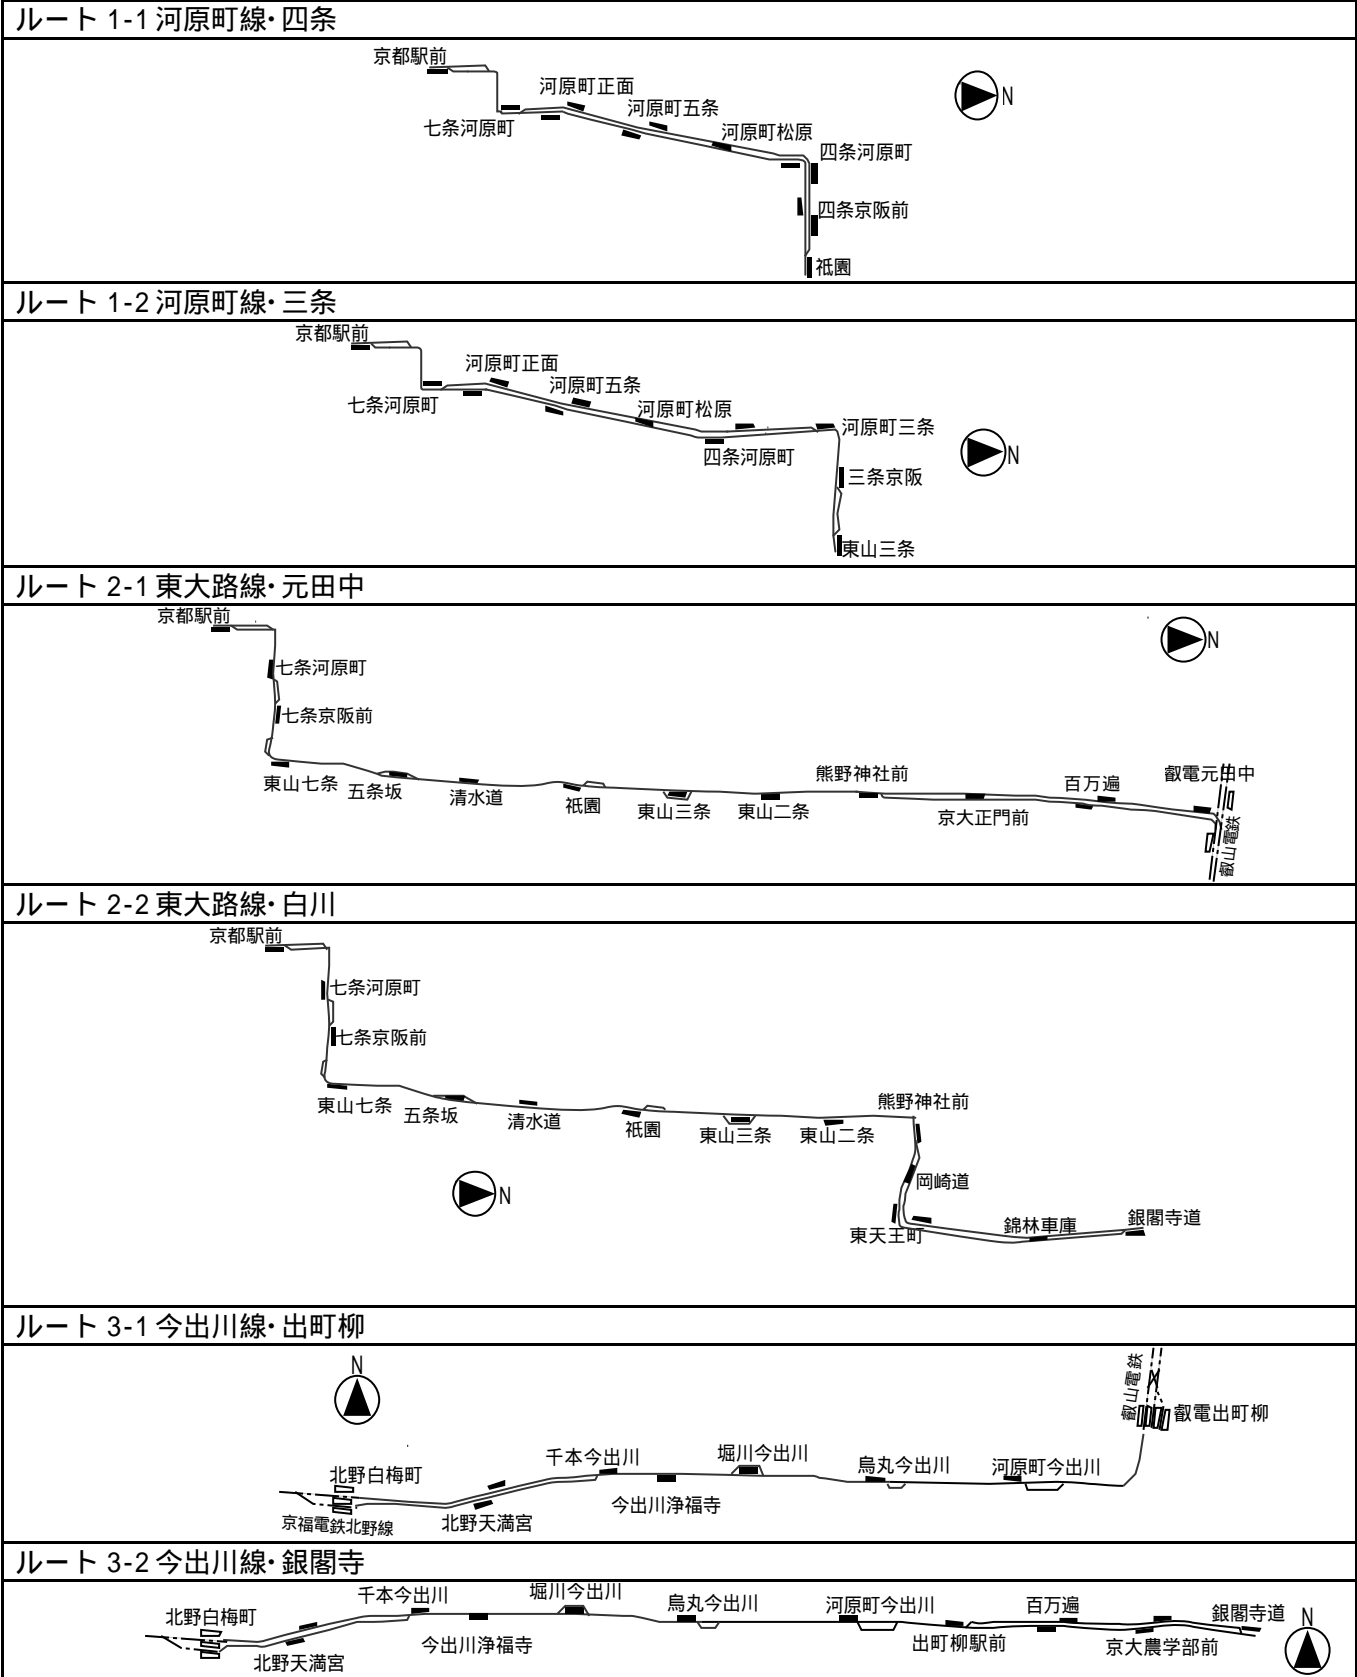 ルート 1-1 河原町線・四条
京都駅前
河原町正面
河原町五条
七条河原町
河原町松原
四条河原町
四条京阪前
祇園
N
ルート 1-2 河原町線・三条
京都駅前
河原町正面
河原町五条
七条河原町
河原町松原
四条河原町
河原町三条
三条京阪
東山三条
N
ルート 2-1 東大路線・元田中
京都駅前
七条河原町
七条京阪前
東山七条
五条坂
清水道
祇園
東山三条
東山二条
熊野神社前
京大正門前
百万遍
叡電元田中
叡山電鉄
N
ルート 2-2 東大路線・白川
京都駅前
七条河原町
七条京阪前
東山七条
五条坂
清水道
祇園
東山三条
東山二条
熊野神社前
岡崎道
東天王町
錦林車庫
銀閣寺道
N
ルート 3-1 今出川線・出町柳
N
北野白梅町
京福電鉄北野線
北野天満宮
千本今出川
今出川浄福寺
堀川今出川
烏丸今出川
河原町今出川
叡山電鉄
叡電出町柳
ルート 3-2 今出川線・銀閣寺
北野白梅町
北野天満宮
千本今出川
今出川浄福寺
堀川今出川
烏丸今出川
河原町今出川
出町柳駅前
百万遍
京大農学部前
銀閣寺道
N